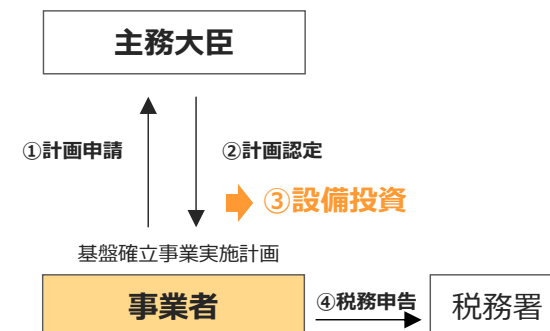 主務大臣
①計画申請
②計画認定
③設備投資
基盤確立事業実施計画
事業者
④税務申告
税務署